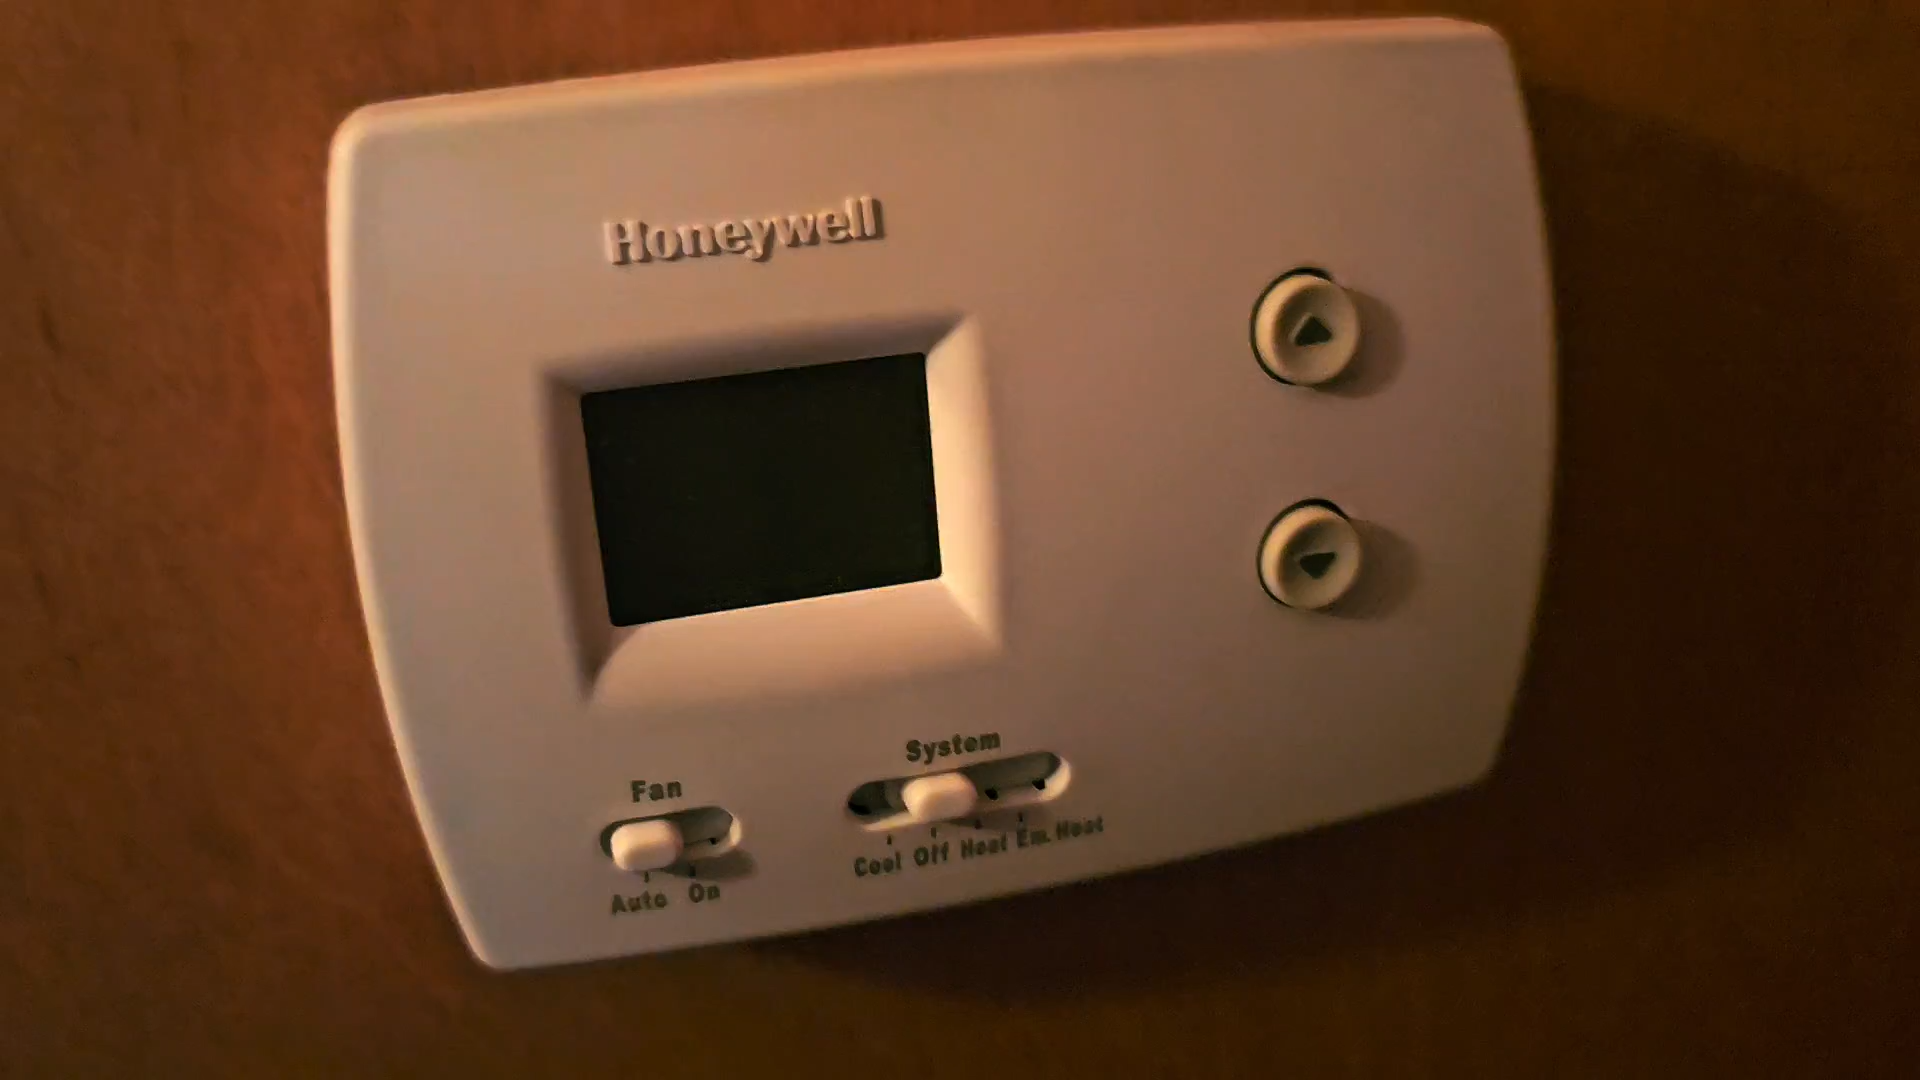 Honeywell
System
Fan
Cool Off Heat Em. Heat
Auto On